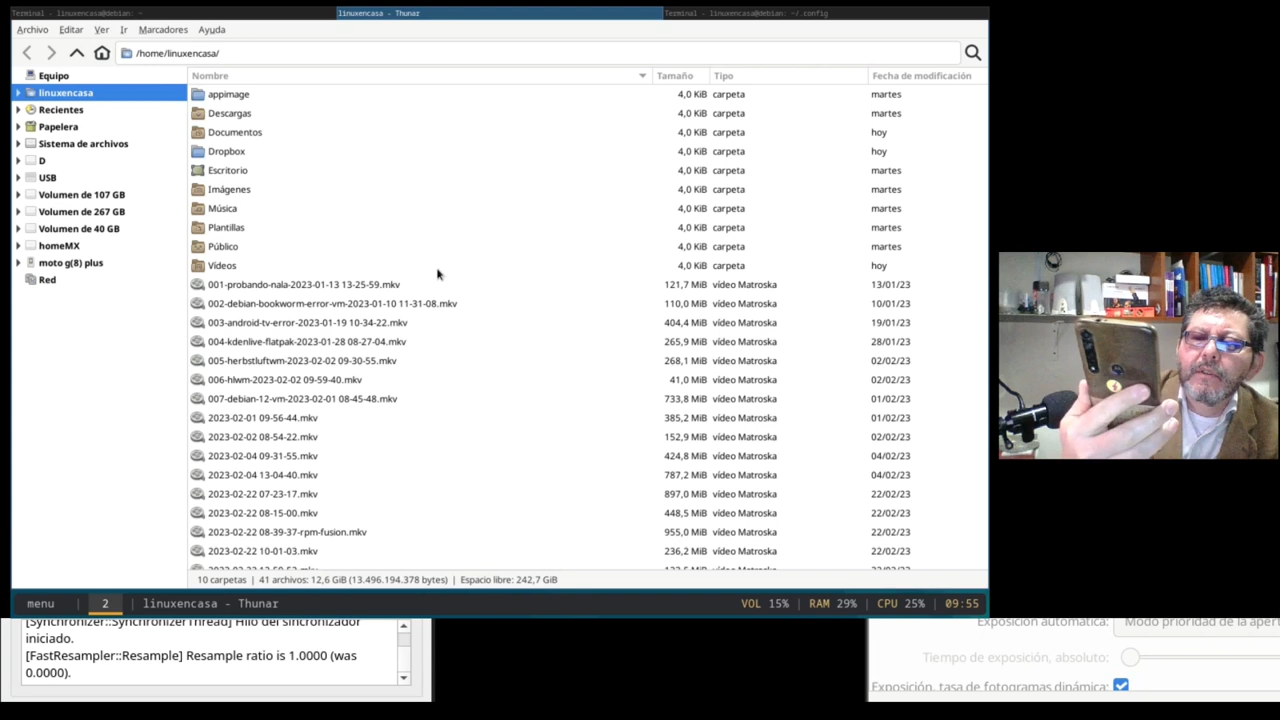 Terminal - linuxencasa@debian: ~
linuxencasa - Thunar
Terminal - linuxencasa@debian: ~/.config
Archivo Editar Ver Ir Marcadores Ayuda
/home/linuxencasa/
Equipo
linuxencasa
Recientes
Papelera
Sistema de archivos
D
USB
Volumen de 107 GB
Volumen de 267 GB
Volumen de 40 GB
homeMX
moto g(8) plus
Red
Nombre Tamaño Tipo Fecha de modificación
appimage 4,0 KiB carpeta martes
Descargas 4,0 KiB carpeta martes
Documentos 4,0 KiB carpeta hoy
Dropbox 4,0 KiB carpeta hoy
Escritorio 4,0 KiB carpeta martes
Imágenes 4,0 KiB carpeta martes
Música 4,0 KiB carpeta martes
Plantillas 4,0 KiB carpeta martes
Público 4,0 KiB carpeta martes
Vídeos 4,0 KiB carpeta hoy
001-probando-nala-2023-01-13 13-25-59.mkv 121,7 MiB vídeo Matroska 13/01/23
002-debian-bookworm-error-vm-2023-01-10 11-31-08.mkv 110,0 MiB vídeo Matroska 10/01/23
003-android-tv-error-2023-01-19 10-34-22.mkv 404,4 MiB vídeo Matroska 19/01/23
004-kdenlive-flatpak-2023-01-28 08-27-04.mkv 265,9 MiB vídeo Matroska 28/01/23
005-herbstluftwm-2023-02-02 09-30-55.mkv 268,1 MiB vídeo Matroska 02/02/23
006-hlwm-2023-02-02 09-59-40.mkv 41,0 MiB vídeo Matroska 02/02/23
007-debian-12-vm-2023-02-01 08-45-48.mkv 733,8 MiB vídeo Matroska 01/02/23
2023-02-01 09-56-44.mkv 385,2 MiB vídeo Matroska 01/02/23
2023-02-02 08-54-22.mkv 152,9 MiB vídeo Matroska 02/02/23
2023-02-04 09-31-55.mkv 424,8 MiB vídeo Matroska 04/02/23
2023-02-04 13-04-40.mkv 787,2 MiB vídeo Matroska 04/02/23
2023-02-22 07-23-17.mkv 897,0 MiB vídeo Matroska 22/02/23
2023-02-22 08-15-00.mkv 448,5 MiB vídeo Matroska 22/02/23
2023-02-22 08-39-37-rpm-fusion.mkv 955,0 MiB vídeo Matroska 22/02/23
2023-02-22 10-01-03.mkv 236,2 MiB vídeo Matroska 22/02/23
10 carpetas | 41 archivos: 12,6 GiB (13.496.194.378 bytes) | Espacio libre: 242,7 GiB
menu | 2 | linuxencasa - Thunar VOL 15% | RAM 29% | CPU 25% | 09:55
[Synchronizer::SynchronizerThread] Hilo del sincronizador
iniciado.
[FastResampler::Resample] Resample ratio is 1.0000 (was
0.0000).
Exposición automática: Modo prioridad de la aper
Tiempo de exposición, absoluto:
Exposición, tasa de fotogramas dinámica: